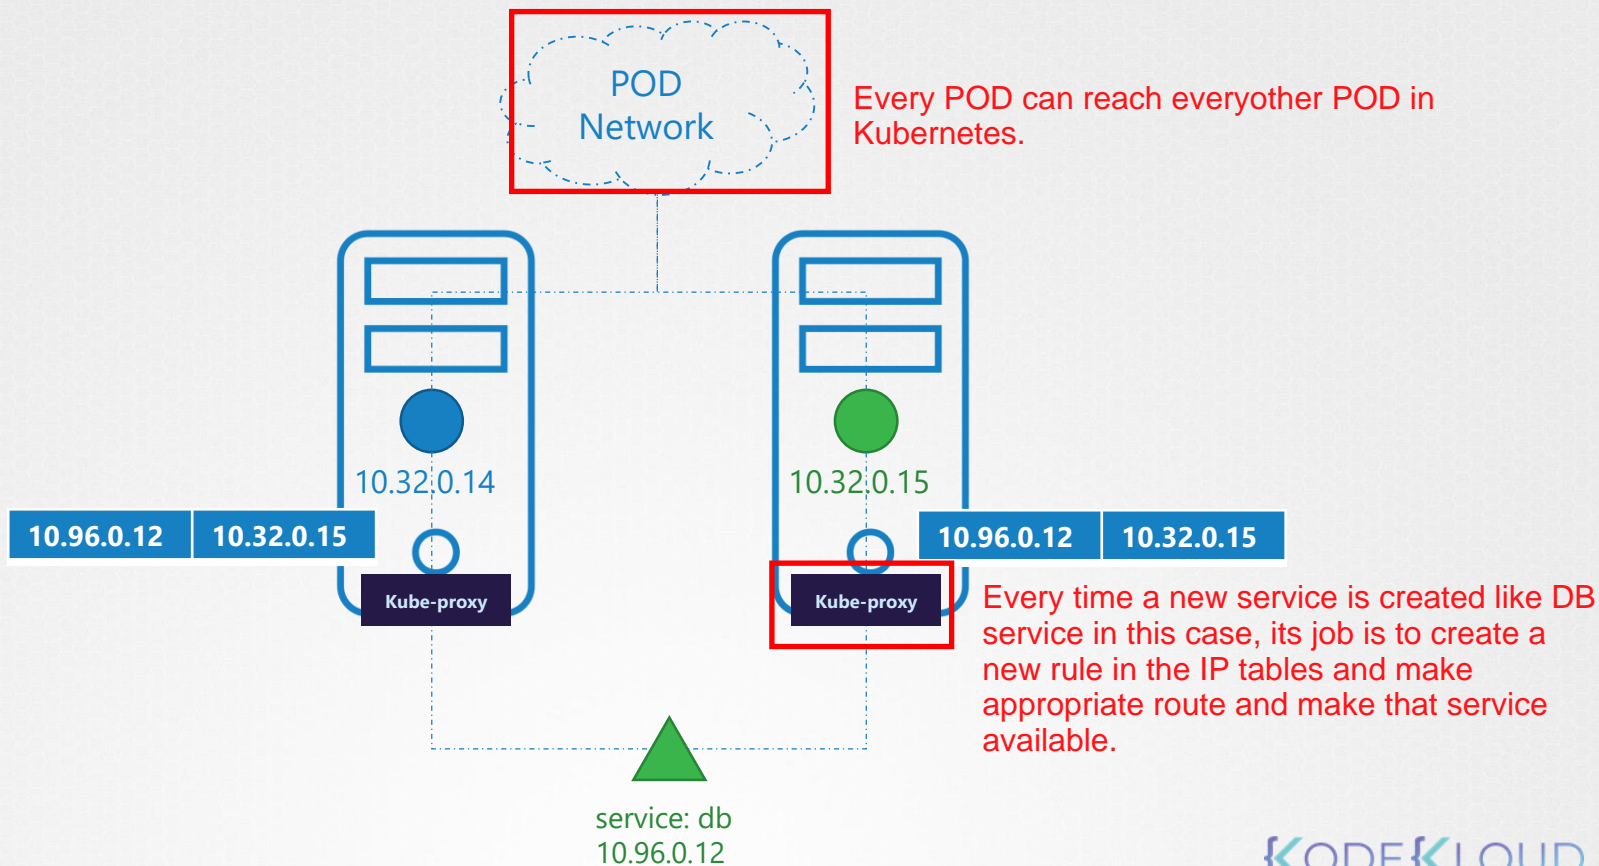 POD
Network
Every POD can reach everyother POD in
Kubernetes.
10.32.0.14
10.32.0.15
10.96.0.12 10.32.0.15
10.96.0.12 10.32.0.15
Kube-proxy
Kube-proxy
Every time a new service is created like DB
service in this case, its job is to create a
new rule in the IP tables and make
appropriate route and make that service
available.
service: db
10.96.0.12
KODEKLOUD